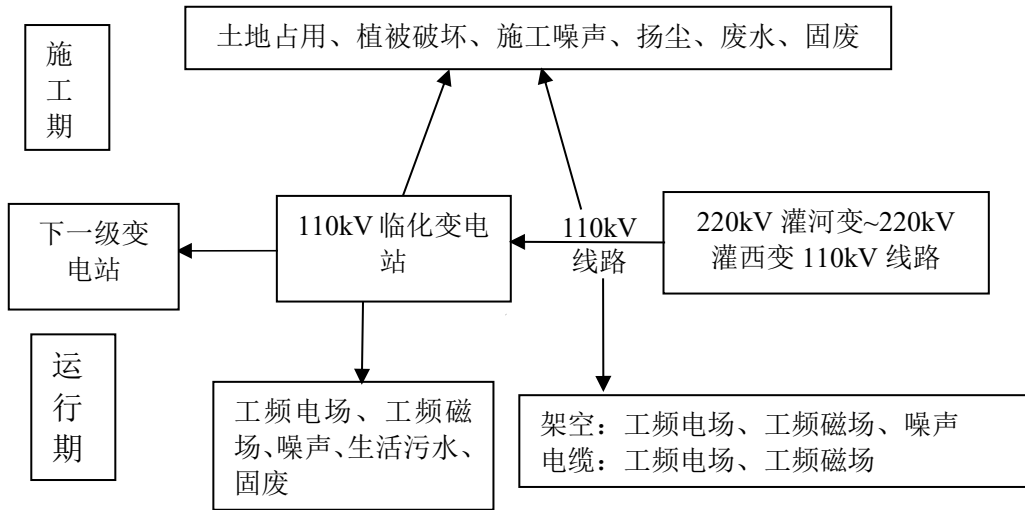 施
工
期
土地占用、植被破坏、施工噪声、扬尘、废水、固废
下一级变
电站
110kV 临化变电
站
110kV
线路
220kV 灌河变~220kV
灌西变 110kV 线路
运
行
期
工频电场、工频磁
场、噪声、生活污水、
固废
架空：工频电场、工频磁场、噪声
电缆：工频电场、工频磁场